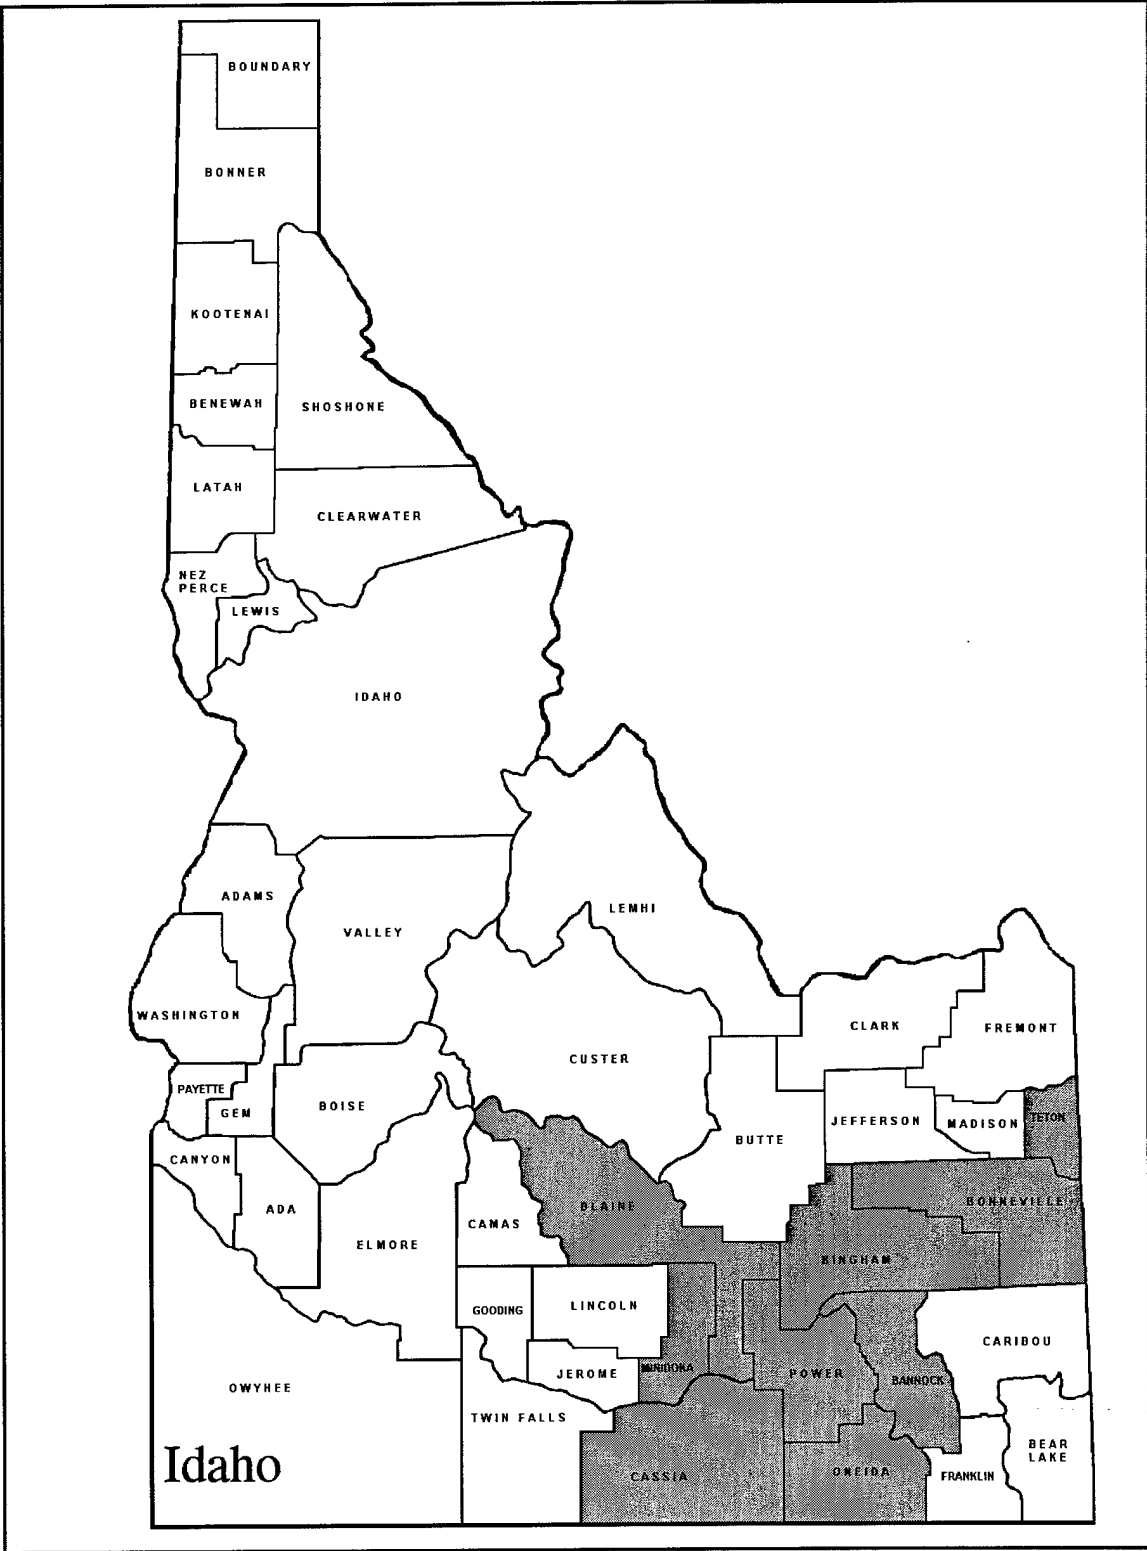 BOUNDARY
BONNER
KOOTENAI
BENEWAH
SHOSHONE
LATAH
CLEARWATER
NEZ
PERCE
LEWIS
IDAHO
ADAMS
LEMHI
VALLEY
WASHINGTON
CLARK
FREMONT
CUSTER
PAYETTE
GEM
BOISE
JEFFERSON
MADISON
TETON
BUTTE
CANYON
ADA
BLAINE
BONNEVILLE
CAMAS
ELMORE
BINGHAM
GOODING
LINCOLN
CARIBOU
JEROME
MINIDOKA
POWER
BANNOCK
OWYHEE
TWIN FALLS
BEAR
LAKE
Idaho
CASSIA
ONEIDA
FRANKLIN